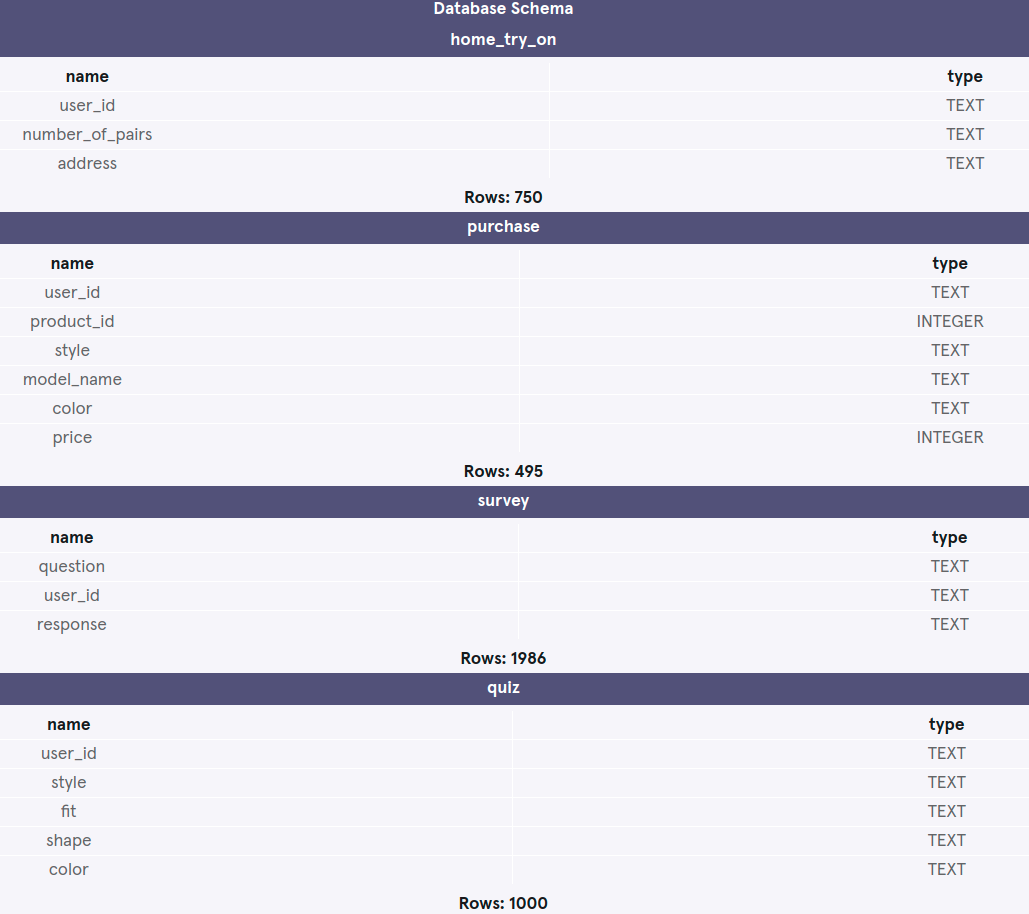 Database Schema
home_try_on
name type
user_id TEXT
number_of_pairs TEXT
address TEXT
Rows: 750
purchase
name type
user_id TEXT
product_id INTEGER
style TEXT
model_name TEXT
color TEXT
price INTEGER
Rows: 495
survey
name type
question TEXT
user_id TEXT
response TEXT
Rows: 1986
quiz
name type
user_id TEXT
style TEXT
fit TEXT
shape TEXT
color TEXT
Rows: 1000